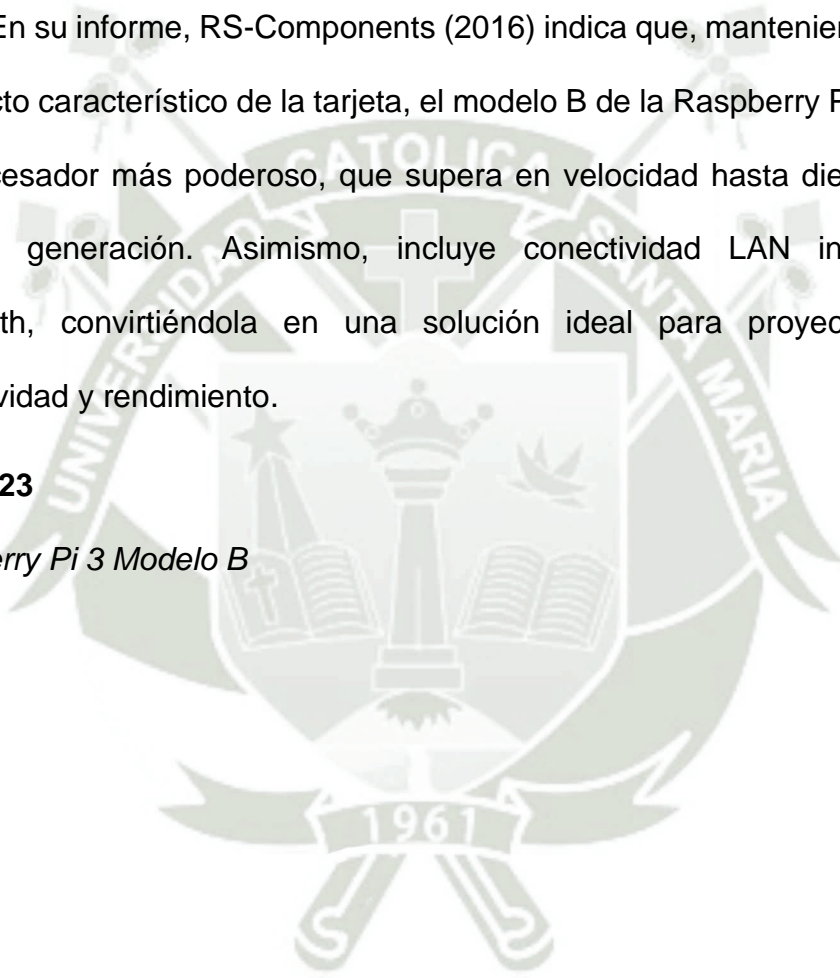 En su informe, RS-Components (2016) indica que, mantenien
cto característico de la tarjeta, el modelo B de la Raspberry P
cesador más poderoso, que supera en velocidad hasta die
generación. Asimismo, incluye conectividad LAN in
th, convirtiéndola en una solución ideal para proyec
vidad y rendimiento.
23
erry Pi 3 Modelo B
UNIVERSIDAD CATOLICA SANTA MARIA
1961